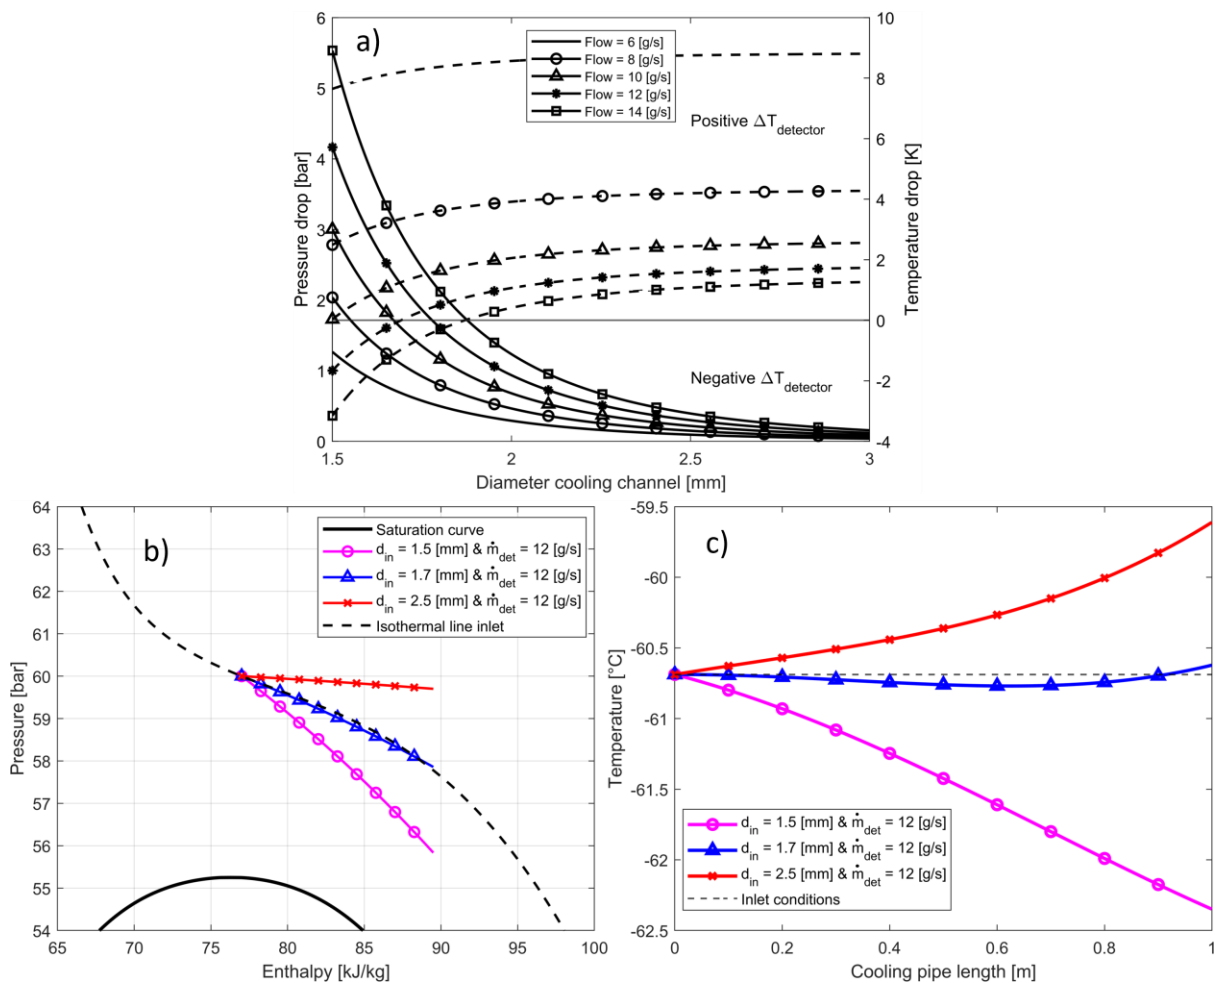 a)
6
5
4
3
2
1
0
Pressure drop [bar]
10
8
6
4
2
0
-2
-4
Temperature drop [K]
Flow = 6 [g/s]
Flow = 8 [g/s]
Flow = 10 [g/s]
Flow = 12 [g/s]
Flow = 14 [g/s]
Positive ΔT_detector
Negative ΔT_detector
1.5 2 2.5 3
Diameter cooling channel [mm]
b)
64
63
62
61
60
59
58
57
56
55
54
Pressure [bar]
Saturation curve
d_in = 1.5 [mm] & ṁ_det = 12 [g/s]
d_in = 1.7 [mm] & ṁ_det = 12 [g/s]
d_in = 2.5 [mm] & ṁ_det = 12 [g/s]
Isothermal line inlet
65 70 75 80 85 90 95 100
Enthalpy [kJ/kg]
c)
-59.5
-60
-60.5
-61
-61.5
-62
-62.5
Temperature [°C]
d_in = 1.5 [mm] & ṁ_det = 12 [g/s]
d_in = 1.7 [mm] & ṁ_det = 12 [g/s]
d_in = 2.5 [mm] & ṁ_det = 12 [g/s]
Inlet conditions
0 0.2 0.4 0.6 0.8 1
Cooling pipe length [m]